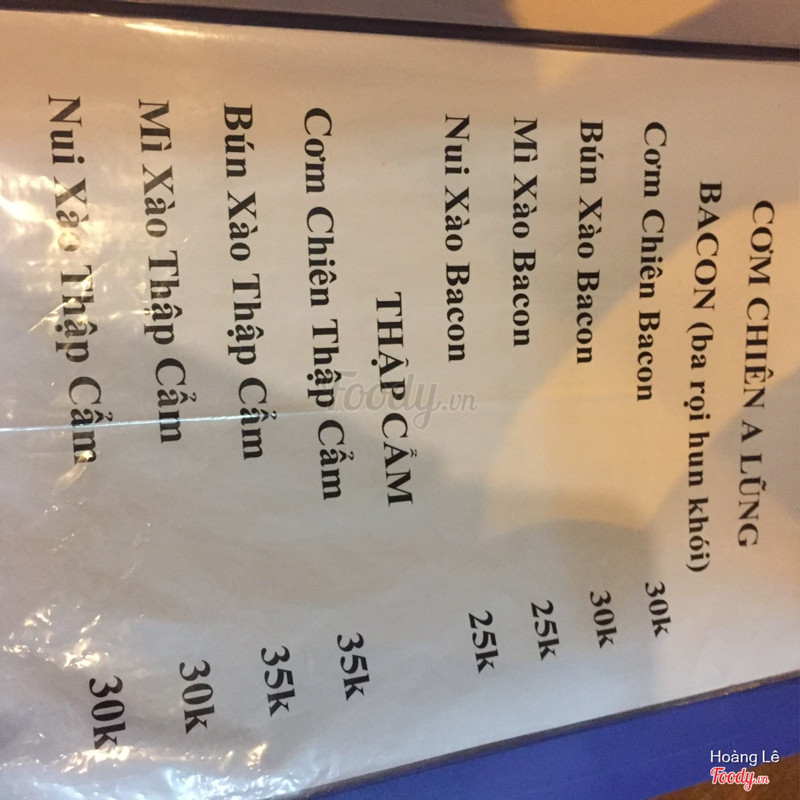 CƠM CHIÊN A LŨNG
BACON (ba rọi hun khói)
Cơm Chiên Bacon 30k
Bún Xào Bacon 30k
Mì Xào Bacon 25k
Nui Xào Bacon 25k
THẬP CẨM
Cơm Chiên Thập Cẩm 35k
Bún Xào Thập Cẩm 35k
Mì Xào Thập Cẩm 30k
Nui Xào Thập Cẩm 30k
Foody.vn
Hoàng Lê
Foody.vn